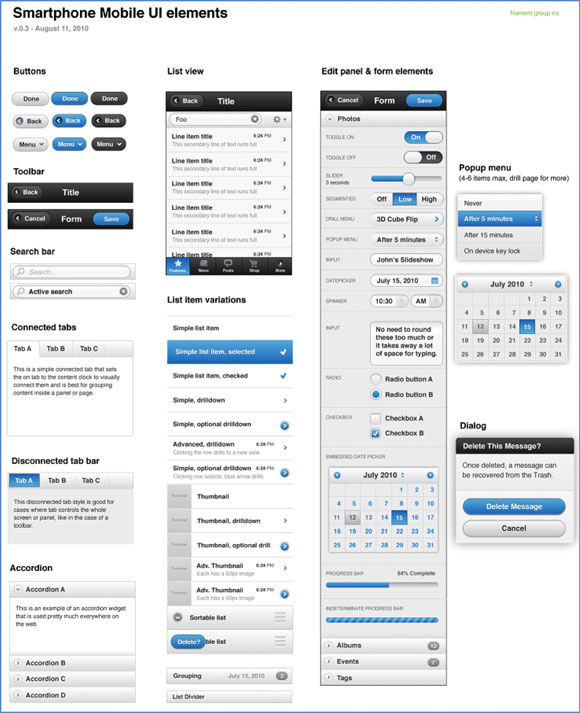 Smartphone Mobile UI elements
v.0.3 - August 11, 2010
filament group inc.
Buttons
Done
Done
Done
Back
Back
Back
Menu
Menu
Menu
Toolbar
Back
Title
Cancel
Form
Save
Search bar
Search...
Active search
Connected tabs
Tab A
Tab B
Tab C
This is a simple connected tab that sets
the on tab to the content clock to visually
connect them and is best for grouping
content inside a panel or page.
Disconnected tab bar
Tab A
Tab B
Tab C
This disconnected tab style is good for
cases where tab controls the whole
screen or panel, like in the case of a
toolbar.
Accordion
Accordion A
This is an example of an accordion widget
that is used pretty much everywhere on
the web.
Accordion B
Accordion C
Accordion D
List view
Back
Title
Foo
Line item title
6:24 PM
This secondary line of text runs full
Line item title
6:24 PM
This secondary line of text runs full
Line item title
6:24 PM
This secondary line of text runs full
Line item title
6:24 PM
This secondary line of text runs full
Line item title
6:24 PM
This secondary line of text runs full
Line item title
6:24 PM
This secondary line of text runs full
Features
News
Posts
Shop
More
List item variations
Simple list item
Simple list item, selected
Simple list item, checked
Simple, drilldown
Simple, optional drilldown
Advanced, drilldown
6:24 PM
Clicking the row drills to a new view
Simple, optional drilldown
6:24 PM
Clicking row selects, blue arrow drills
Thumbnail
Thumbnail
Thumbnail
Thumbnail, drilldown
Thumbnail
Thumbnail, optional drill
Thumbnail
Adv. Thumbnail
6:24 PM
Each has a 60px image
Thumbnail
Adv. Thumbnail
6:24 PM
Each has a 60px image
Sortable list
Delete?
ble list
Grouping
July 15, 2010
3
List Divider
Edit panel & form elements
Cancel
Form
Save
Photos
TOGGLE ON
On
TOGGLE OFF
Off
SLIDER
3 seconds
SEGMENTED
Off
Low
High
DRILL MENU
3D Cube Flip
POPUP MENU
After 5 minutes
INPUT
John's Slideshow
DATEPICKER
July 15, 2010
SPINNER
10:30
AM
INPUT
No need to round
these too much or
it takes away a lot
of space for typing.
RADIO
Radio button A
Radio button B
CHECKBOX
Checkbox A
Checkbox B
EMBEDDED DATE PICKER
July 2010
1 2 3
4 5 6 7 8 9 10
11 12 13 14 15 16 17
18 19 20 21 22 23 24
25 26 27 28 29 30 31
PROGRESS BAR
64% Complete
INDETERMINATE PROGRESS BAR
Albums
12
Events
7
Tags
Popup menu
(4-6 items max, drill page for more)
Never
After 5 minutes
After 15 minutes
On device key lock
July 2010
1 2 3
4 5 6 7 8 9 10
11 12 13 14 15 16 17
18 19 20 21 22 23 24
25 26 27 28 29 30 31
Dialog
Delete This Message?
Once deleted, a message can
be recovered from the Trash.
Delete Message
Cancel